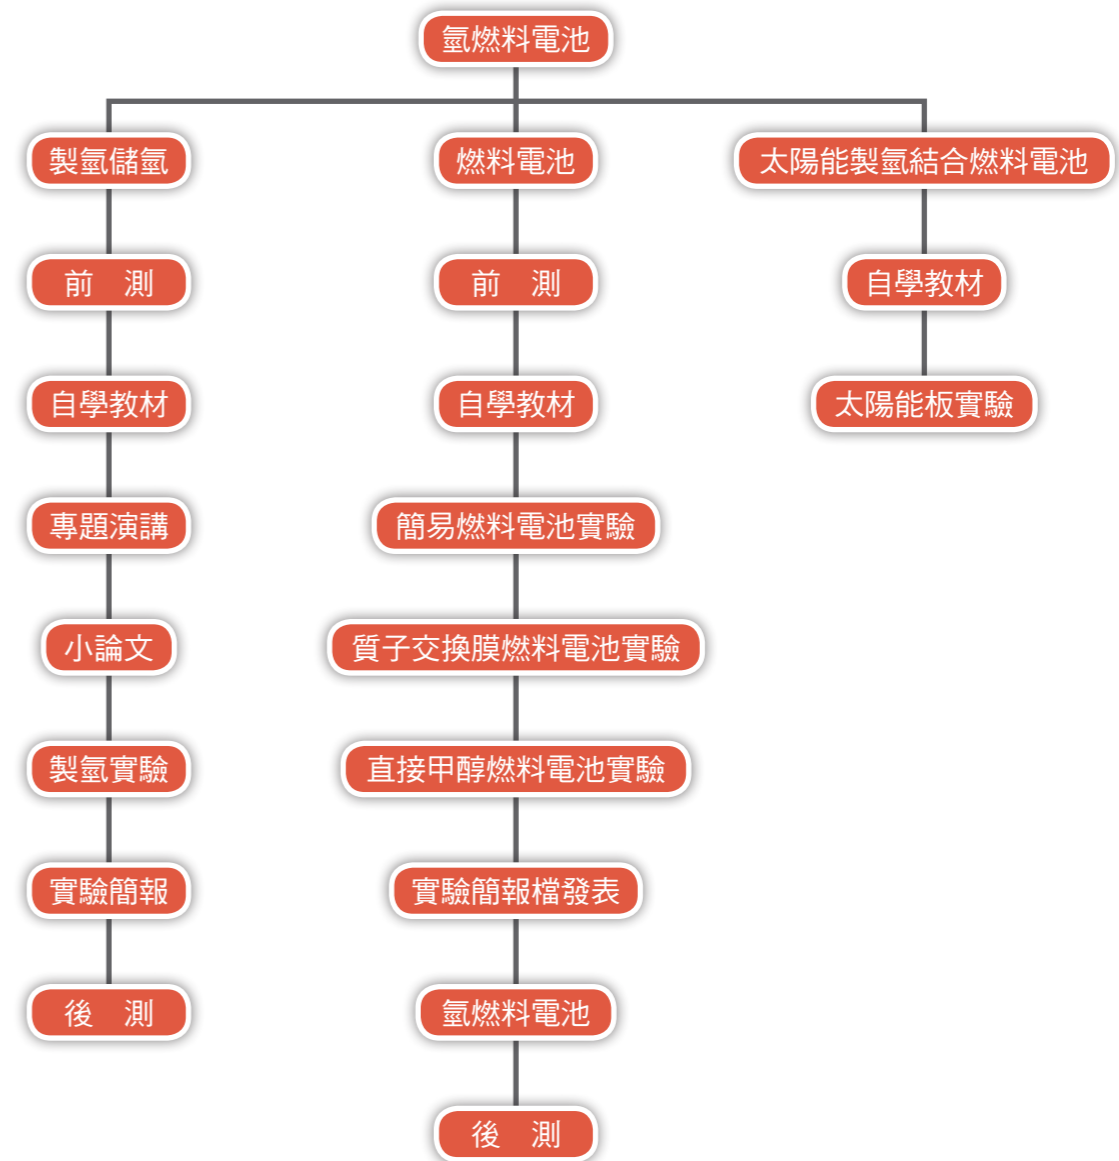 氫燃料電池
製氫儲氫
前　測
自學教材
專題演講
小論文
製氫實驗
實驗簡報
後　測
燃料電池
前　測
自學教材
簡易燃料電池實驗
質子交換膜燃料電池實驗
直接甲醇燃料電池實驗
實驗簡報檔發表
氫燃料電池
後　測
太陽能製氫結合燃料電池
自學教材
太陽能板實驗